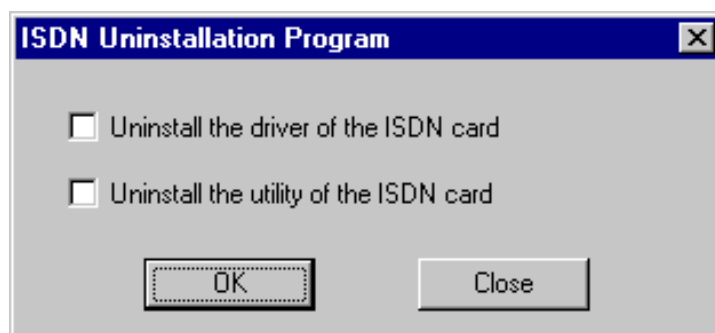 ISDN Uninstallation Program
Uninstall the driver of the ISDN card
Uninstall the utility of the ISDN card
OK Close